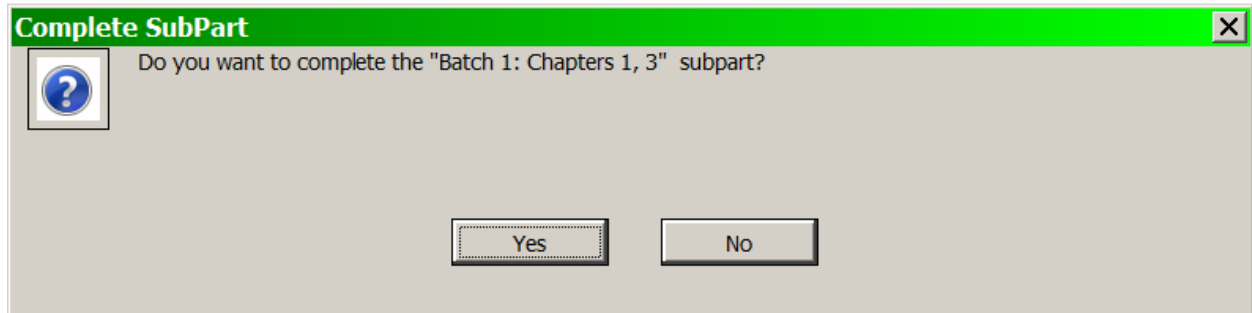 Complete SubPart
Do you want to complete the "Batch 1: Chapters 1, 3"  subpart?
Yes
No